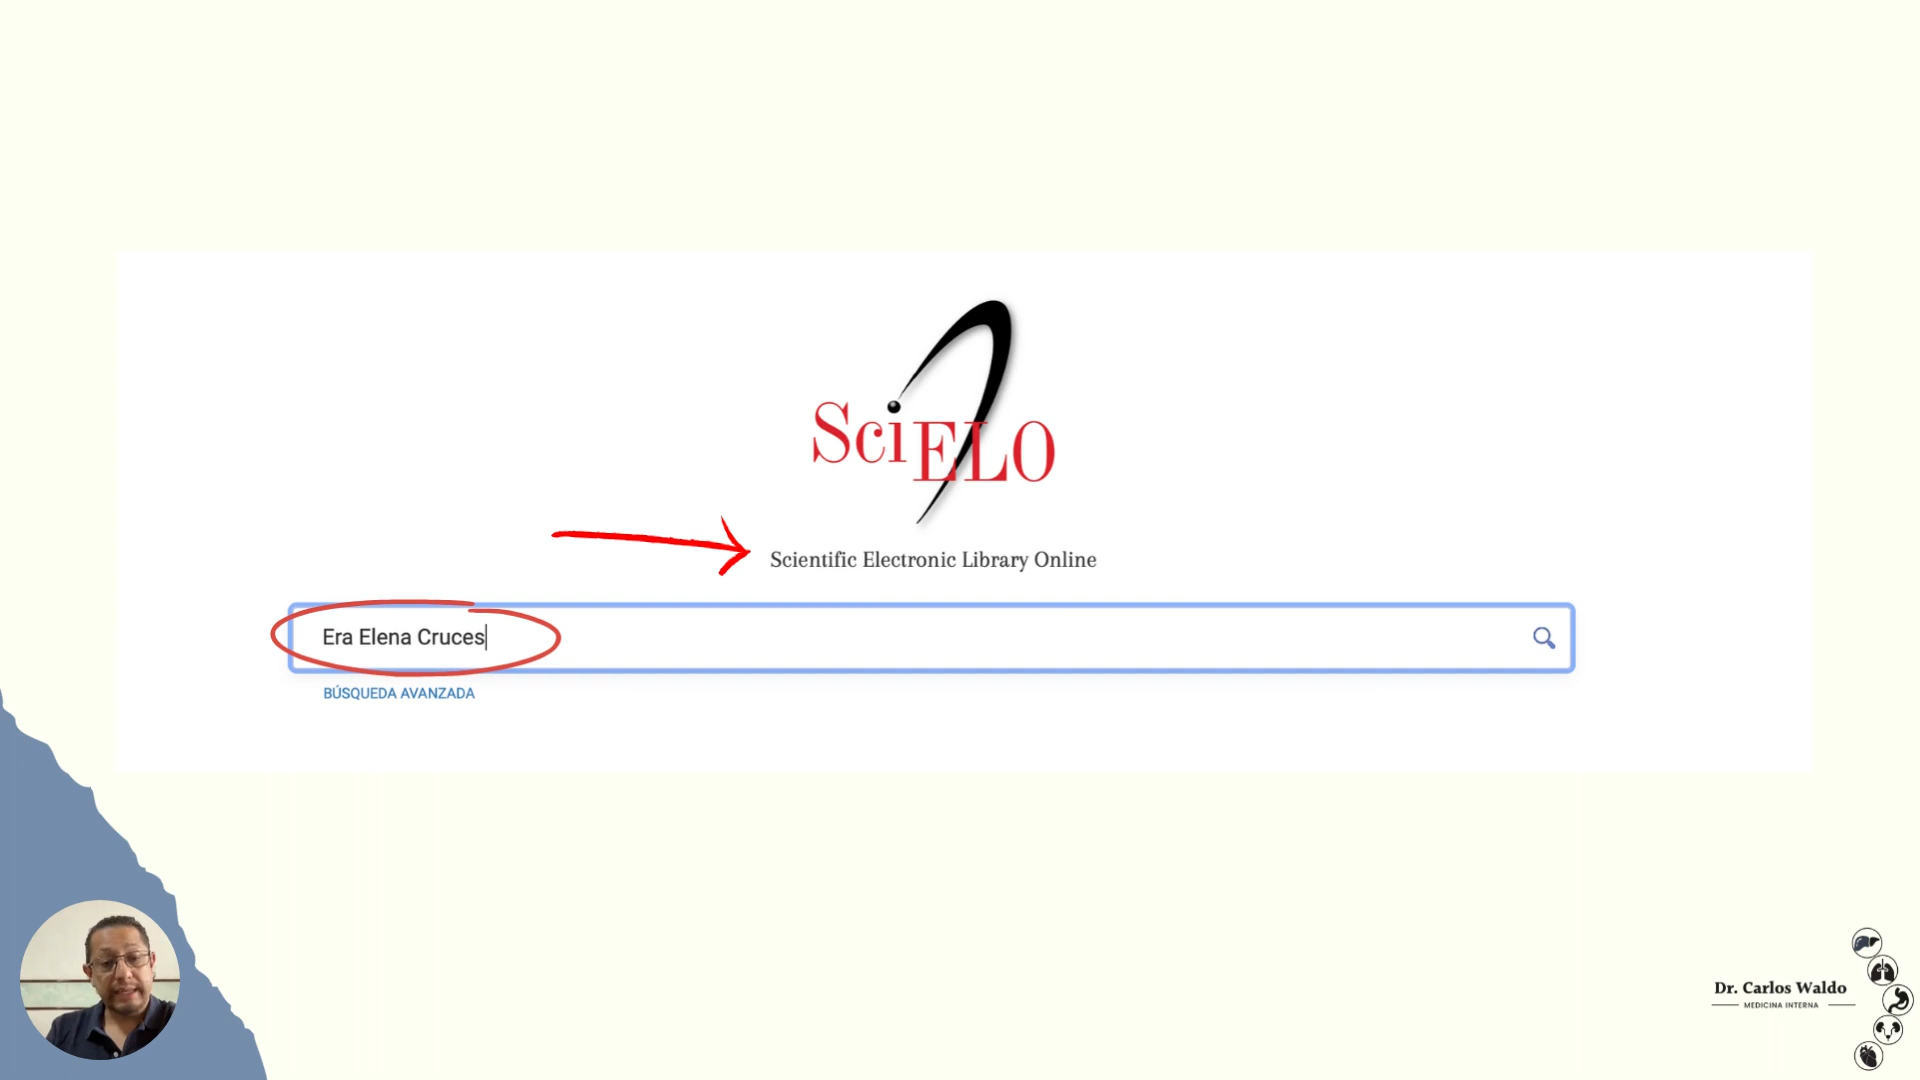 SciELO
Scientific Electronic Library Online
Era Elena Cruces
BÚSQUEDA AVANZADA
Dr. Carlos Waldo
MEDICINA INTERNA